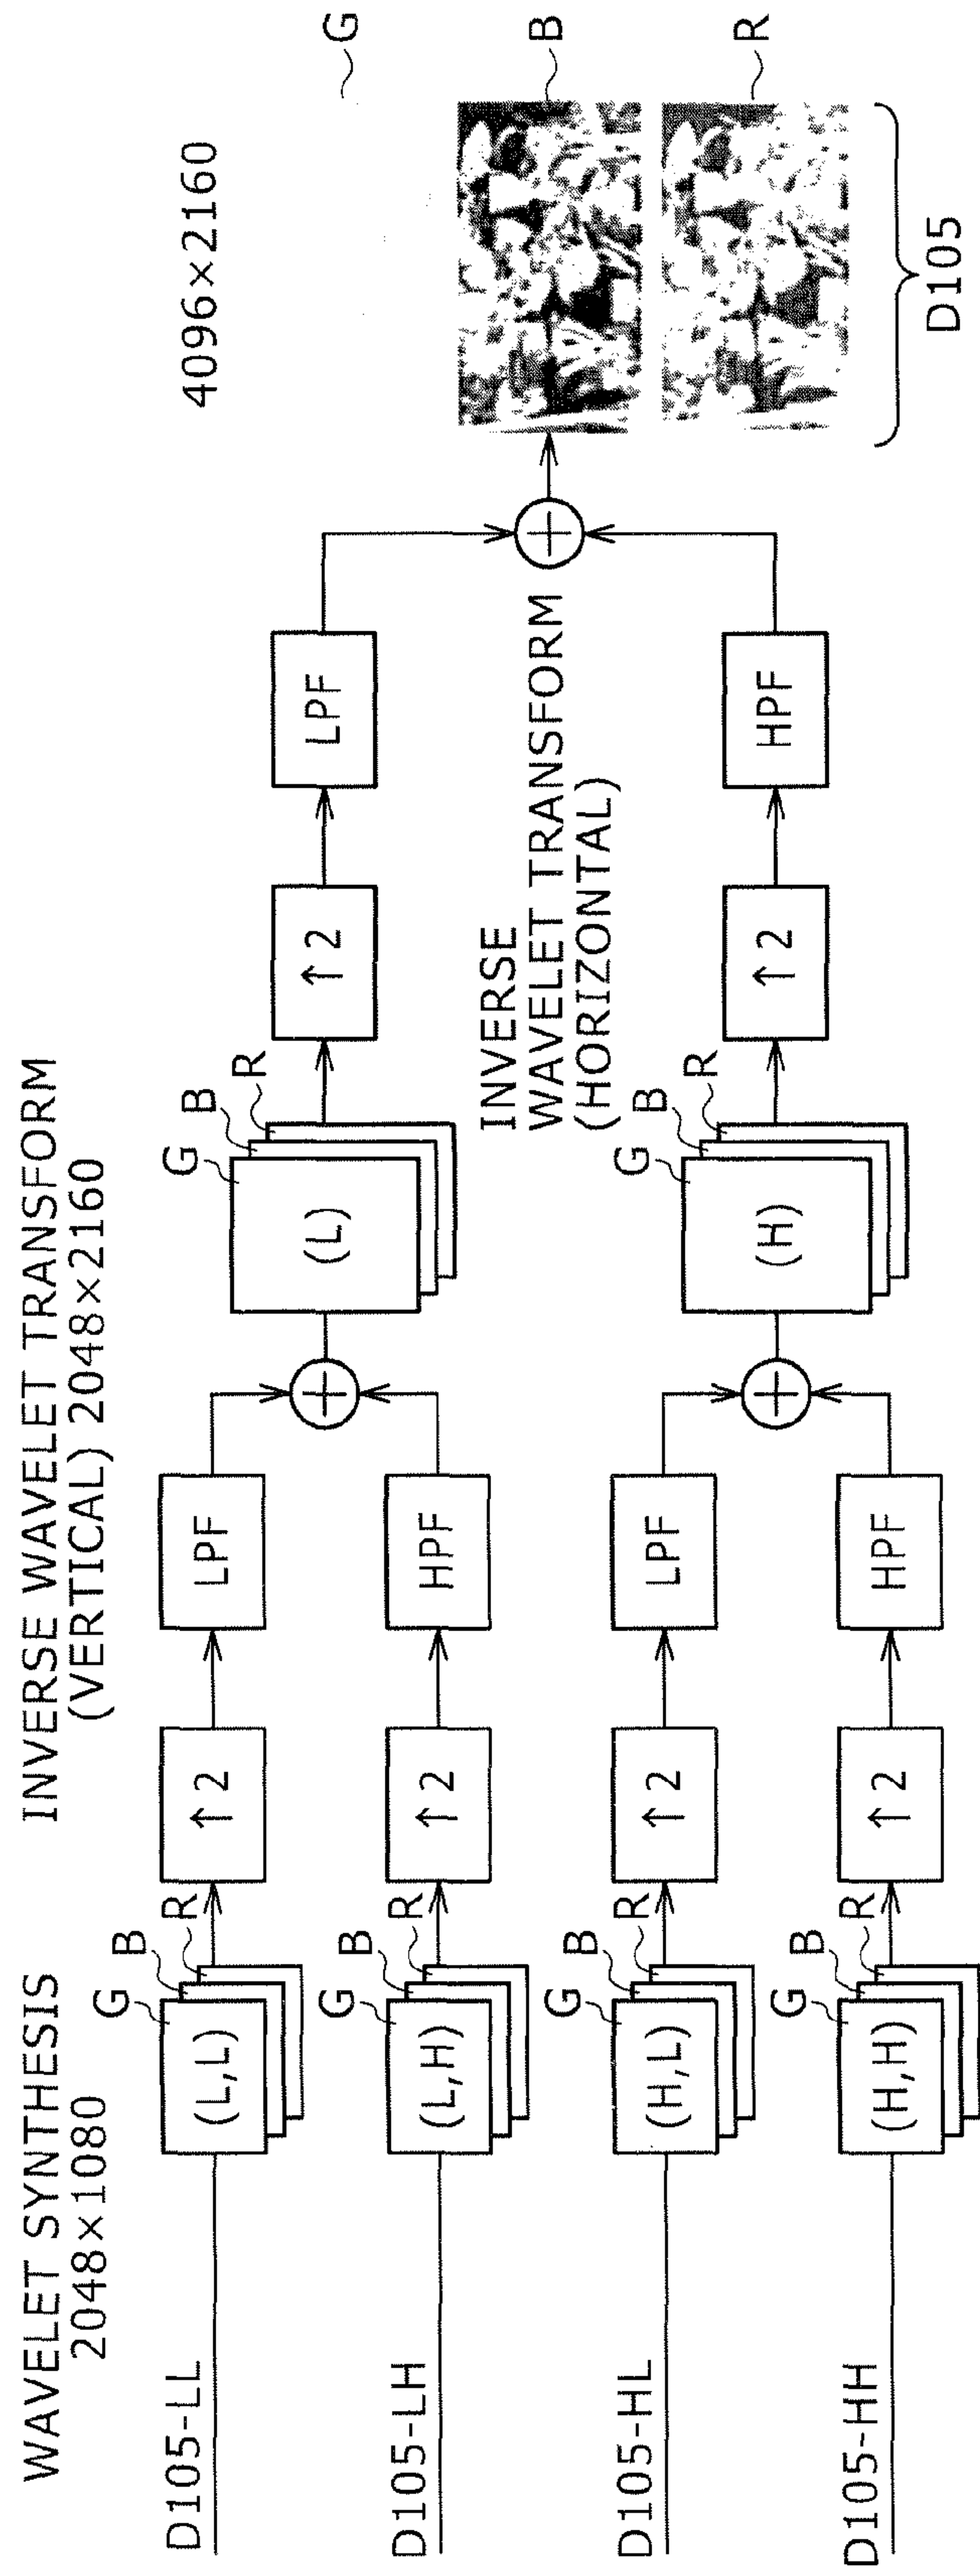 WAVELET SYNTHESIS
2048×1080
INVERSE WAVELET TRANSFORM
(VERTICAL) 2048×2160
4096×2160
D105-LL
G
B
R
(L,L)
↑2
LPF
D105-LH
G
B
R
(L,H)
↑2
HPF
G
B
R
(L)
↑2
LPF
INVERSE
WAVELET TRANSFORM
(HORIZONTAL)
D105-HL
G
B
R
(H,L)
↑2
LPF
D105-HH
G
B
R
(H,H)
↑2
HPF
G
B
R
(H)
↑2
HPF
G
B
R
D105